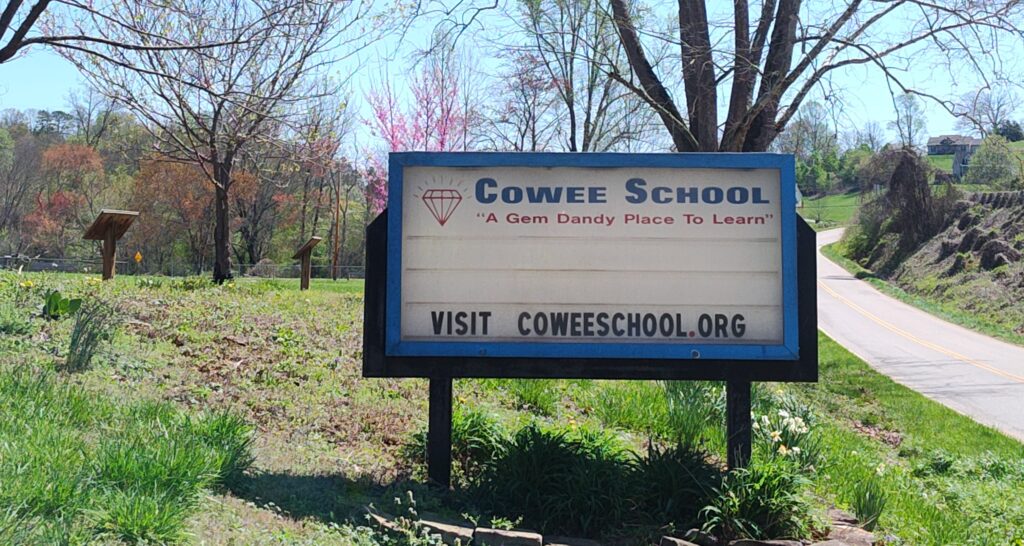 Cowee School
"A Gem Dandy Place To Learn"
VISIT COWEESCHOOL.ORG